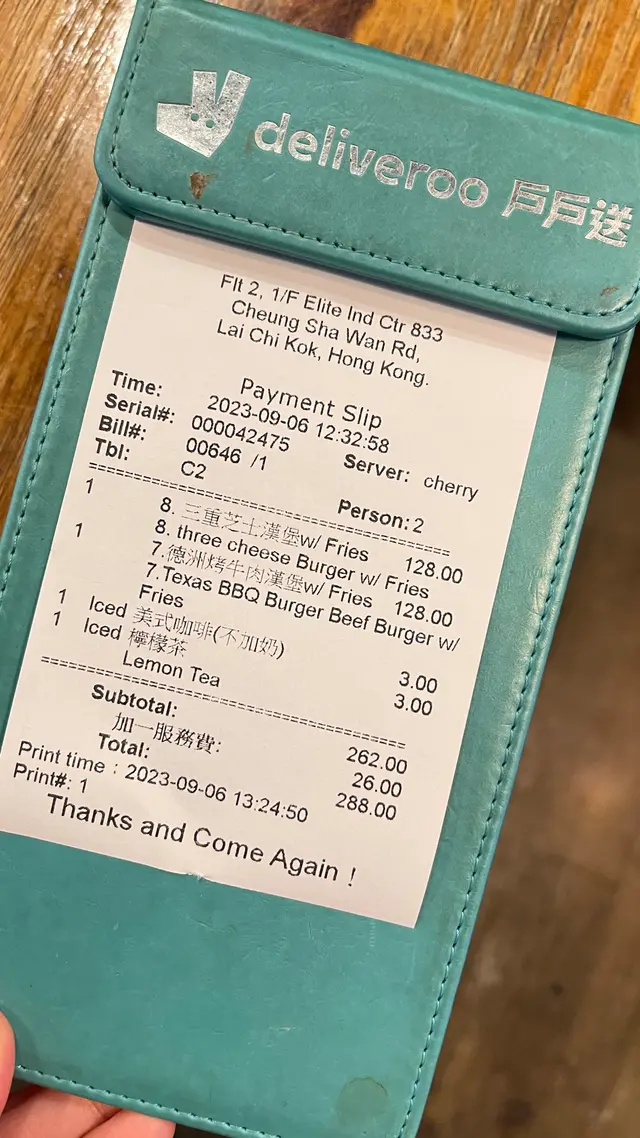 deliveroo 戶戶送
Flt 2, 1/F Elite Ind Ctr 833
Cheung Sha Wan Rd,
Lai Chi Kok, Hong Kong.
Payment Slip
Time: 2023-09-06 12:32:58
Serial#: 000042475 Server: cherry
Bill#: 00646 /1
Tbl: C2 Person: 2
==================================
1 8. 三重芝士漢堡w/ Fries 128.00
8. three cheese Burger w/ Fries
1 7.德洲烤牛肉漢堡w/ Fries 128.00
7.Texas BBQ Burger Beef Burger w/
Fries
1 Iced 美式咖啡(不加奶) 3.00
1 Iced 檸檬茶 3.00
Lemon Tea
==================================
Subtotal: 262.00
加一服務費: 26.00
Total: 288.00
Print time : 2023-09-06 13:24:50
Print#: 1
Thanks and Come Again !